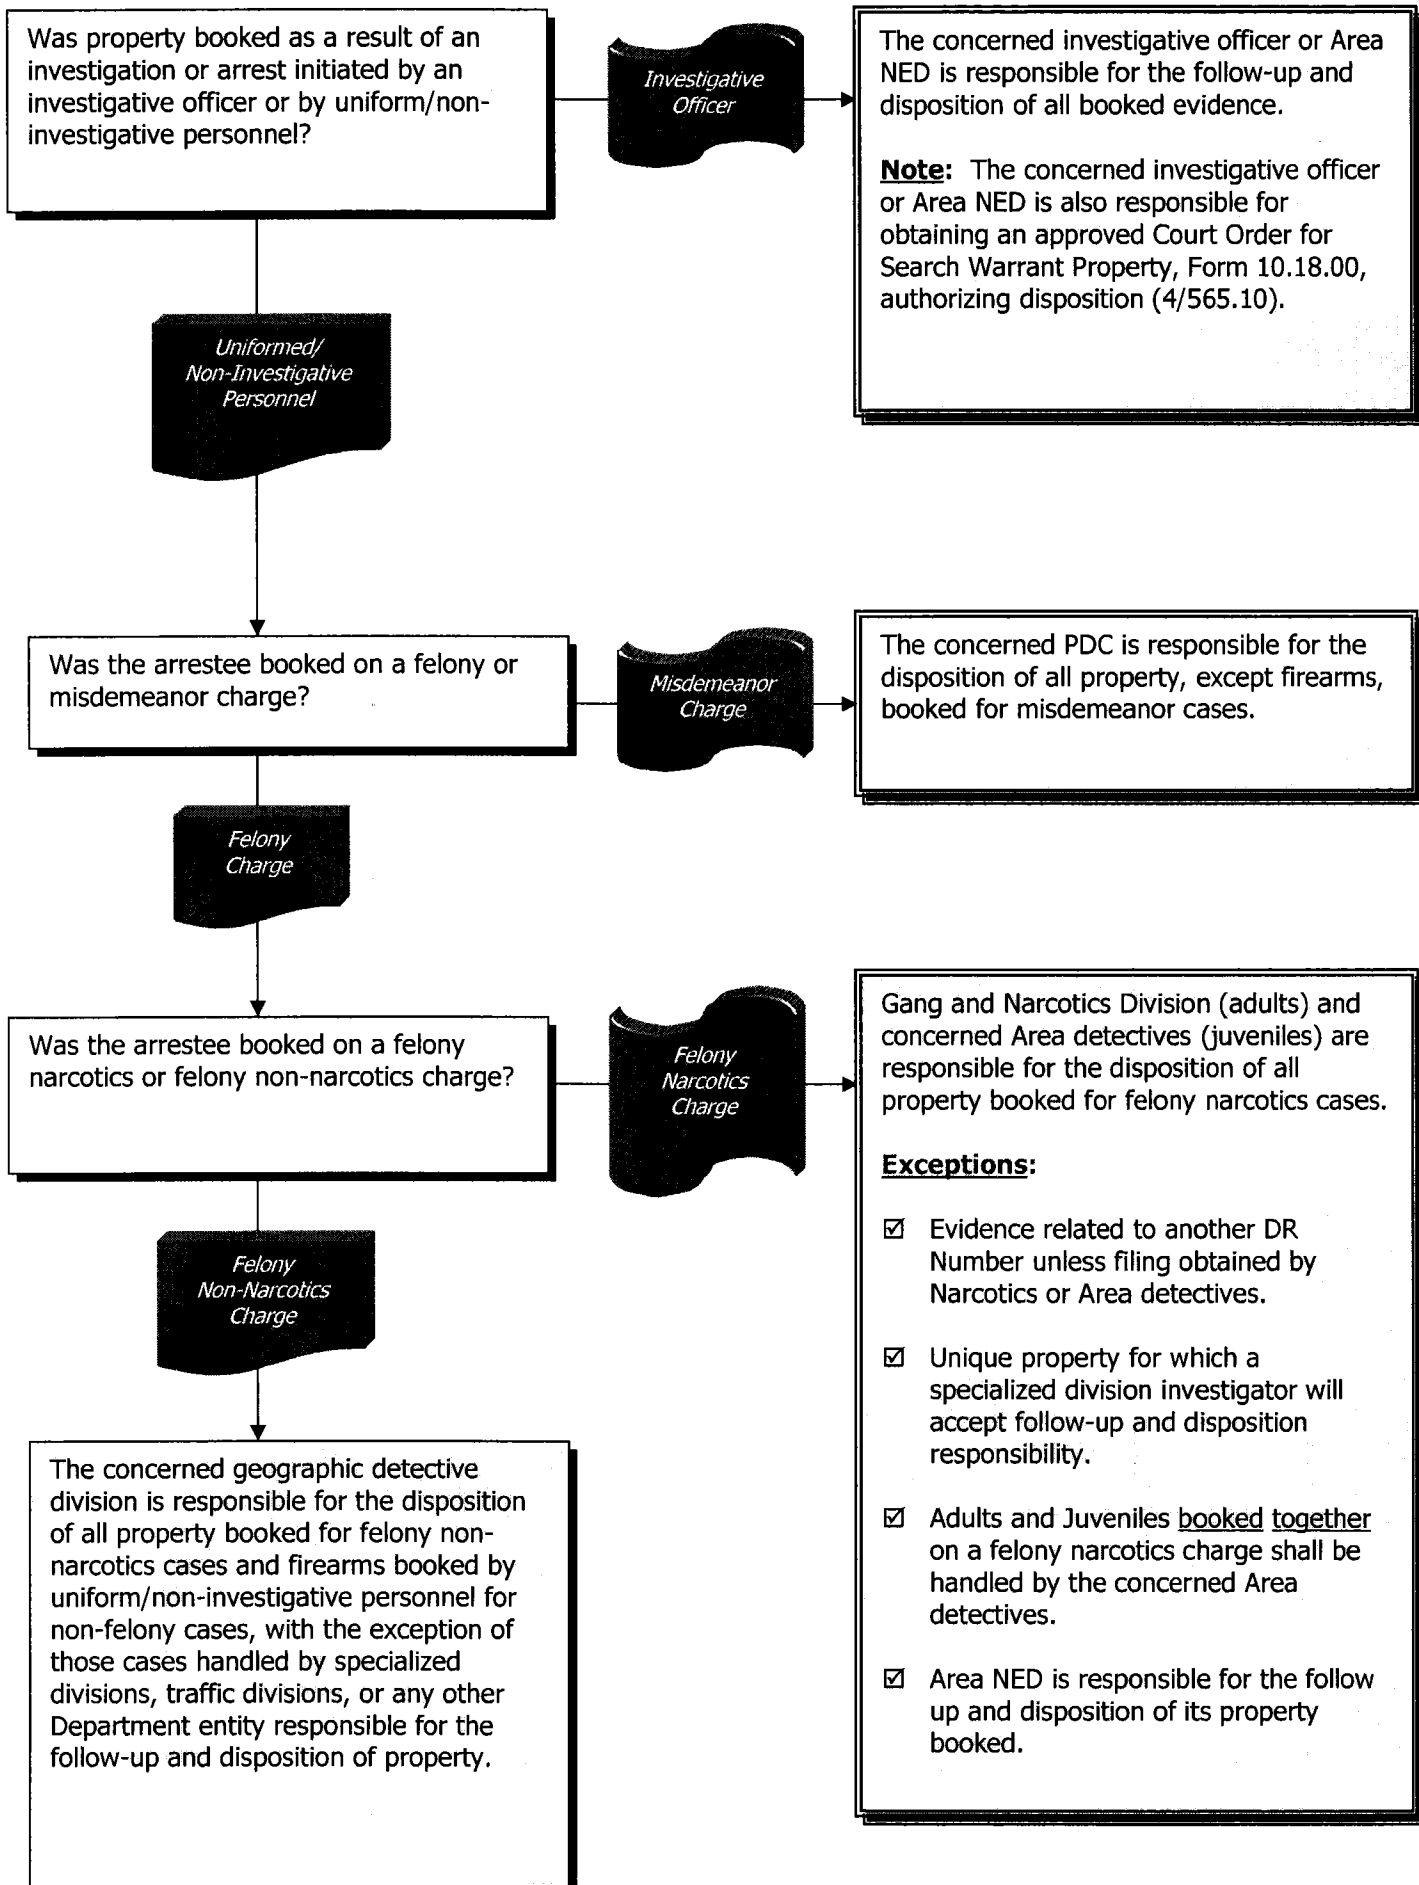 Was property booked as a result of an
investigation or arrest initiated by an
investigative officer or by uniform/non-
investigative personnel?
Investigative
Officer
The concerned investigative officer or Area
NED is responsible for the follow-up and
disposition of all booked evidence.
Note: The concerned investigative officer
or Area NED is also responsible for
obtaining an approved Court Order for
Search Warrant Property, Form 10.18.00,
authorizing disposition (4/565.10).
Uniformed/
Non-Investigative
Personnel
Was the arrestee booked on a felony or
misdemeanor charge?
Misdemeanor
Charge
The concerned PDC is responsible for the
disposition of all property, except firearms,
booked for misdemeanor cases.
Felony
Charge
Was the arrestee booked on a felony
narcotics or felony non-narcotics charge?
Felony
Narcotics
Charge
Gang and Narcotics Division (adults) and
concerned Area detectives (juveniles) are
responsible for the disposition of all
property booked for felony narcotics cases.
Exceptions:
☑ Evidence related to another DR
Number unless filing obtained by
Narcotics or Area detectives.
☑ Unique property for which a
specialized division investigator will
accept follow-up and disposition
responsibility.
☑ Adults and Juveniles booked together
on a felony narcotics charge shall be
handled by the concerned Area
detectives.
☑ Area NED is responsible for the follow
up and disposition of its property
booked.
Felony
Non-Narcotics
Charge
The concerned geographic detective
division is responsible for the disposition
of all property booked for felony non-
narcotics cases and firearms booked by
uniform/non-investigative personnel for
non-felony cases, with the exception of
those cases handled by specialized
divisions, traffic divisions, or any other
Department entity responsible for the
follow-up and disposition of property.